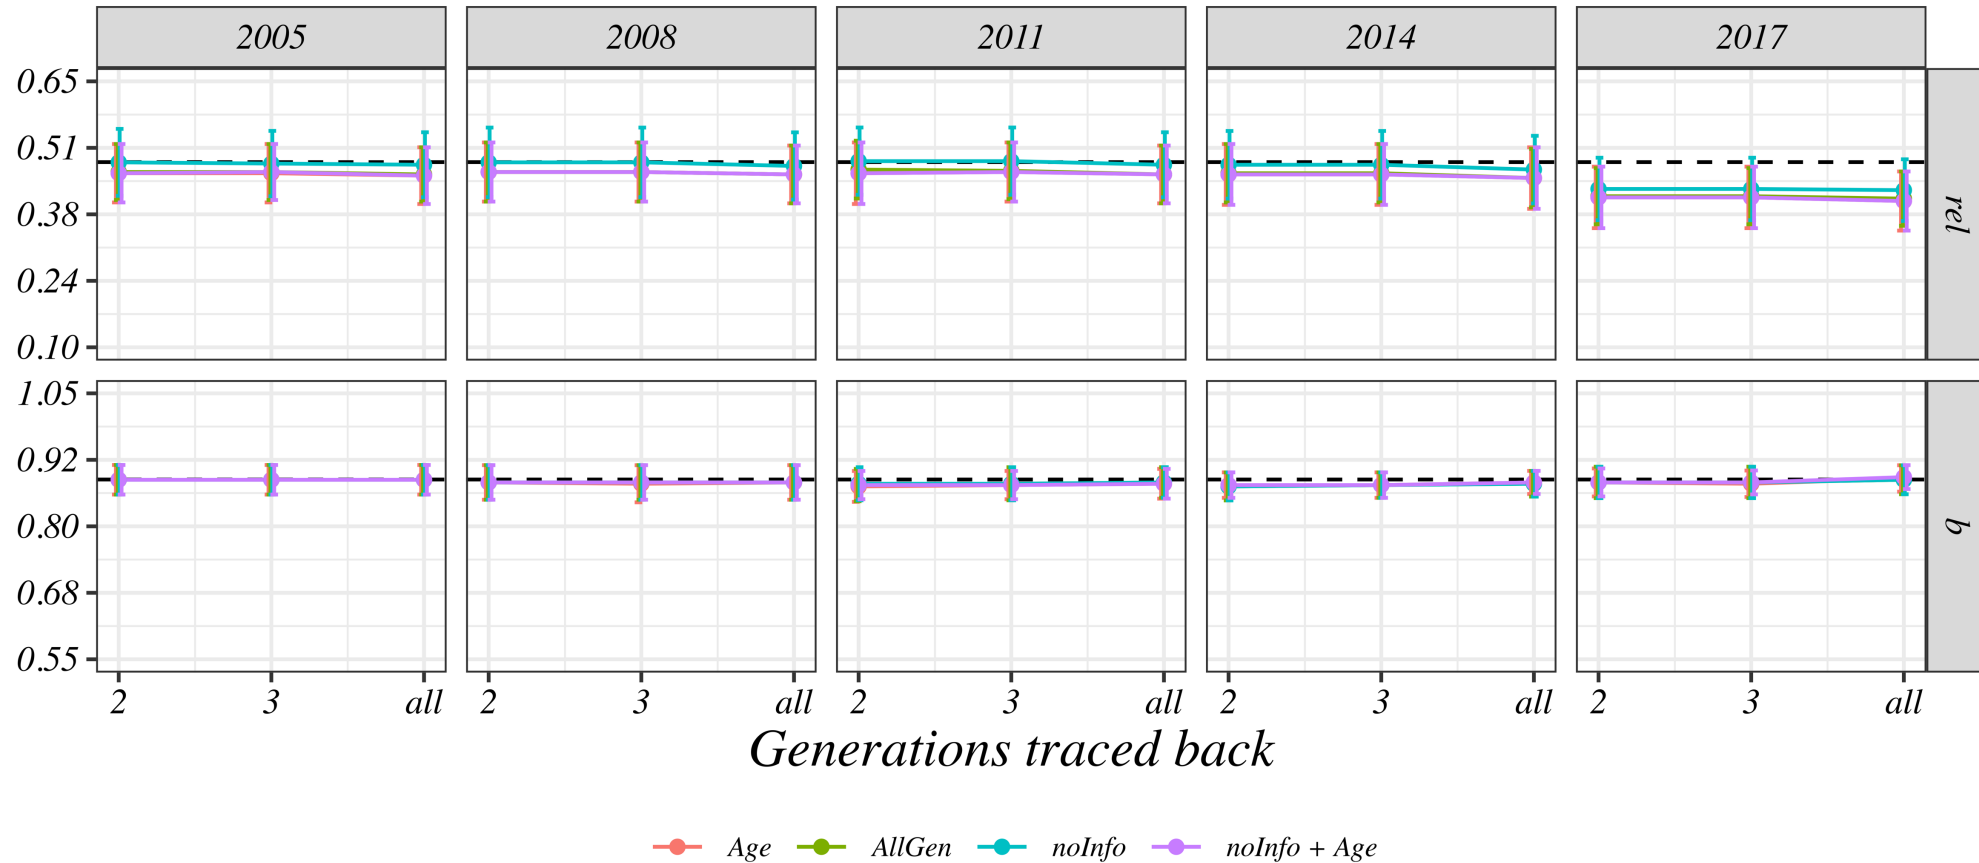 2005 2008 2011 2014 2017
0.65
0.51
0.38
0.24
0.10
rel
1.05
0.92
0.80
0.68
0.55
b
2 3 all 2 3 all 2 3 all 2 3 all 2 3 all
Generations traced back
Age AllGen noInfo noInfo + Age